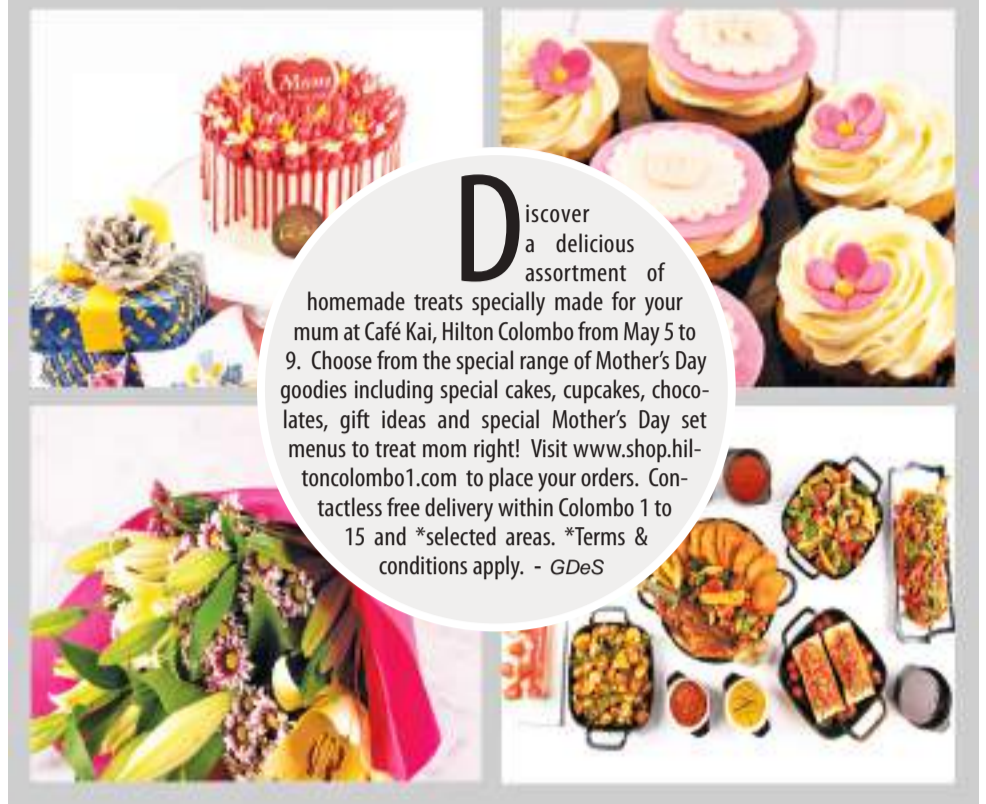 Mom
Discover
a delicious
assortment of
homemade treats specially made for your
mum at Café Kai, Hilton Colombo from May 5 to
9. Choose from the special range of Mother's Day
goodies including special cakes, cupcakes, choco-
lates, gift ideas and special Mother's Day set
menus to treat mom right! Visit www.shop.hil-
toncolombo1.com to place your orders. Con-
tactless free delivery within Colombo 1 to
15 and *selected areas. *Terms &
conditions apply. - GDeS